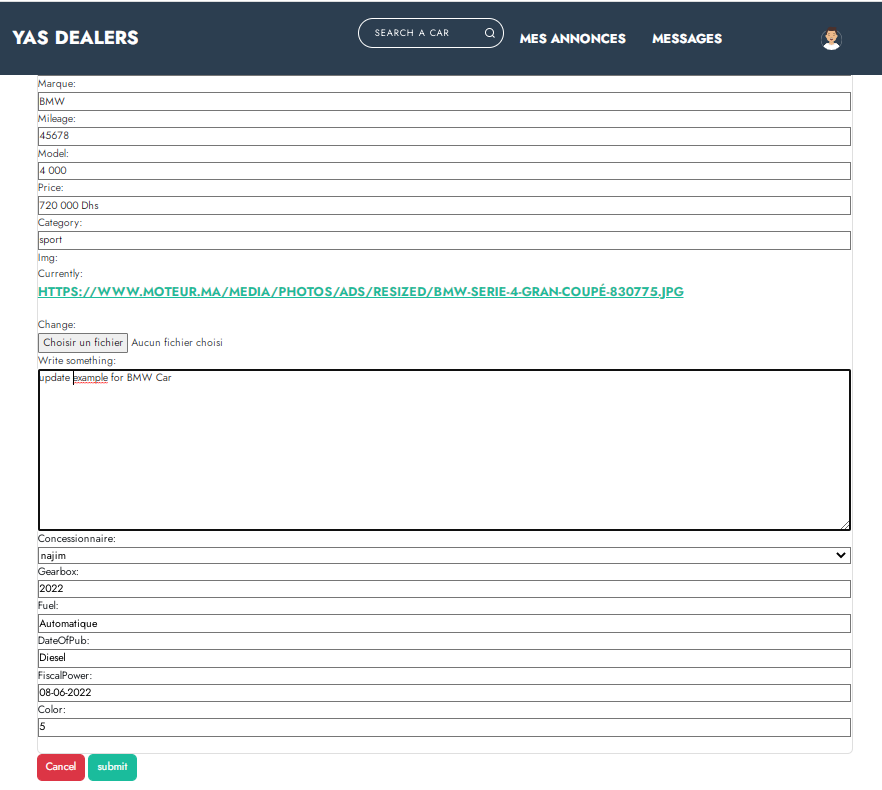 YAS DEALERS
SEARCH A CAR
MES ANNONCES
MESSAGES
Marque:
BMW
Mileage:
45678
Model:
4 000
Price:
720 000 Dhs
Category:
sport
Img:
Currently:
HTTPS://WWW.MOTEUR.MA/MEDIA/PHOTOS/ADS/RESIZED/BMW-SERIE-4-GRAN-COUPÉ-830775.JPG
Change:
Choisir un fichier Aucun fichier choisi
Write something:
update example for BMW Car
Concessionnaire:
najim
Gearbox:
2022
Fuel:
Automatique
DateOfPub:
Diesel
FiscalPower:
08-06-2022
Color:
5
Cancel submit